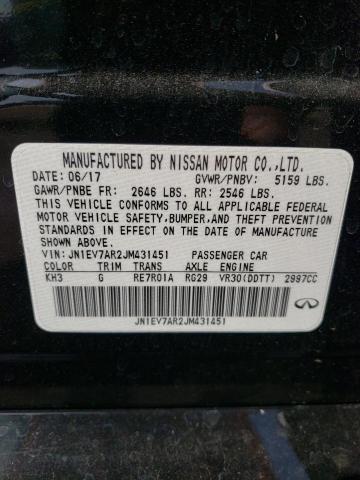 MANUFACTURED BY NISSAN MOTOR CO.,LTD.
DATE: 06/17 GVWR/PNBV: 5159 LBS.
GAWR/PNBE FR: 2646 LBS. RR: 2546 LBS.
THIS VEHICLE CONFORMS TO ALL APPLICABLE FEDERAL
MOTOR VEHICLE SAFETY, BUMPER, AND THEFT PREVENTION
STANDARDS IN EFFECT ON THE DATE OF MANUFACTURE
SHOWN ABOVE.
VIN: JN1EV7AR2JM431451 PASSENGER CAR
COLOR TRIM TRANS AXLE ENGINE
KH3 G RE7R01A RG29 VR30(DDTT) 2997CC
JN1EV7AR2JM431451